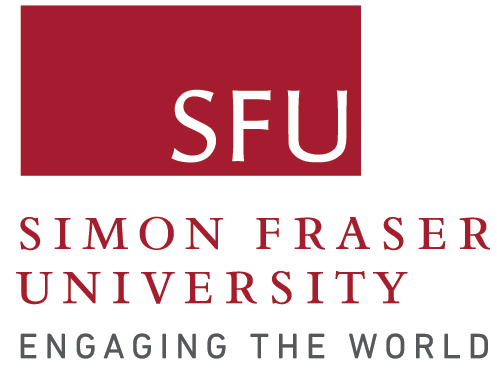 SFU
SIMON FRASER
UNIVERSITY
ENGAGING THE WORLD